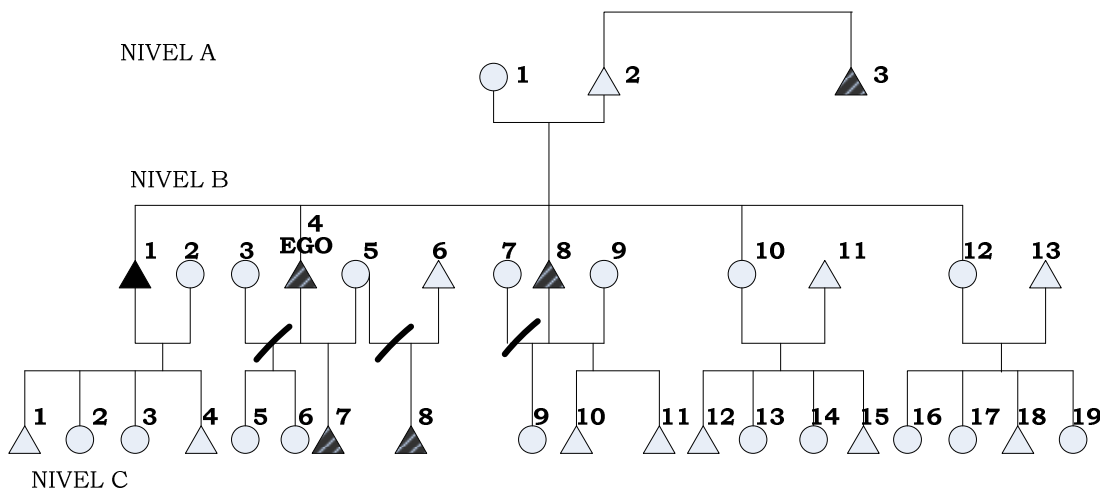 NIVEL A
1 2 3
NIVEL B
4
1 2 3 EGO 5 6 7 8 9 10 11 12 13
1 2 3 4 5 6 7 8 9 10 11 12 13 14 15 16 17 18 19
NIVEL C